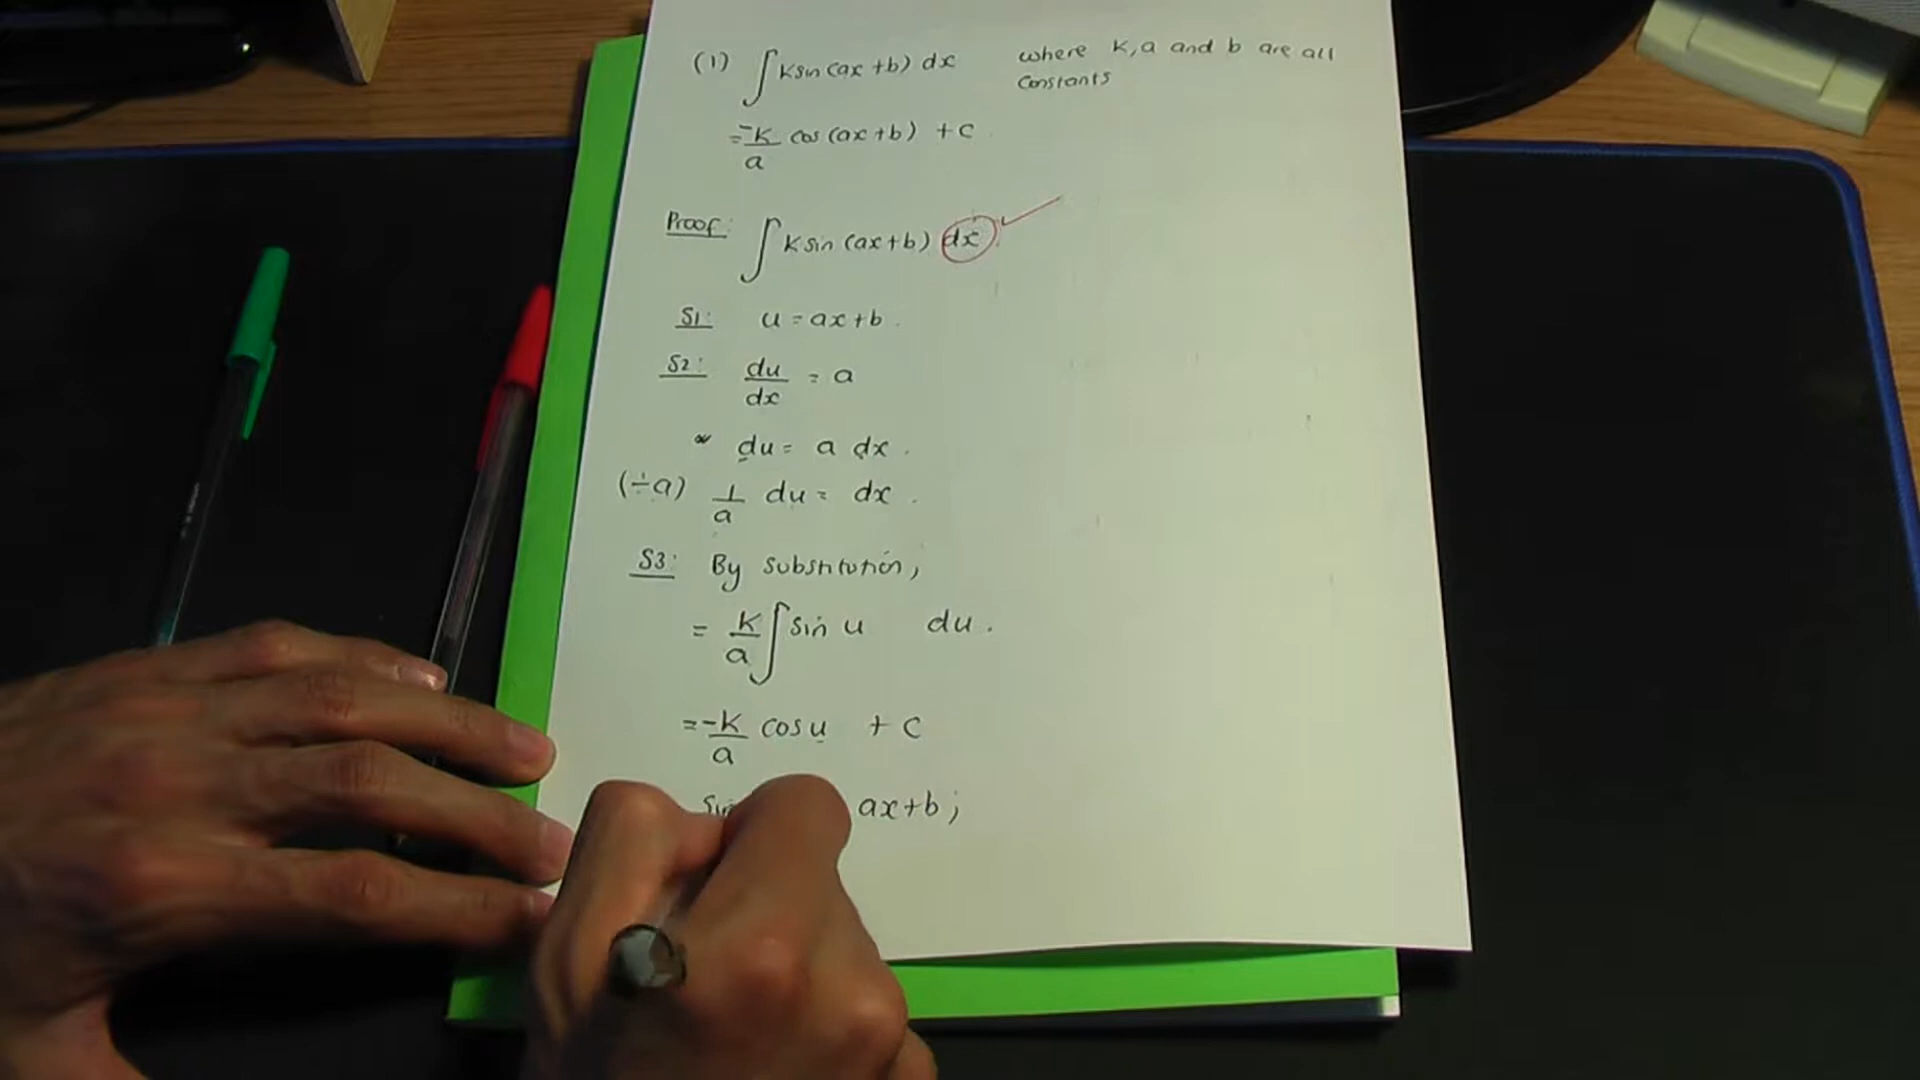 (1) ∫ K sin (ax + b) dx where K, a and b are all
constants
= -K/a cos (ax + b) + c
Proof: ∫ K sin (ax + b) dx
S1: u = ax + b.
S2: du/dx = a
du = a dx.
(÷a) 1/a du = dx.
S3: By substitution,
= K/a ∫ sin u du.
= -K/a cos u + c
ax + b ;